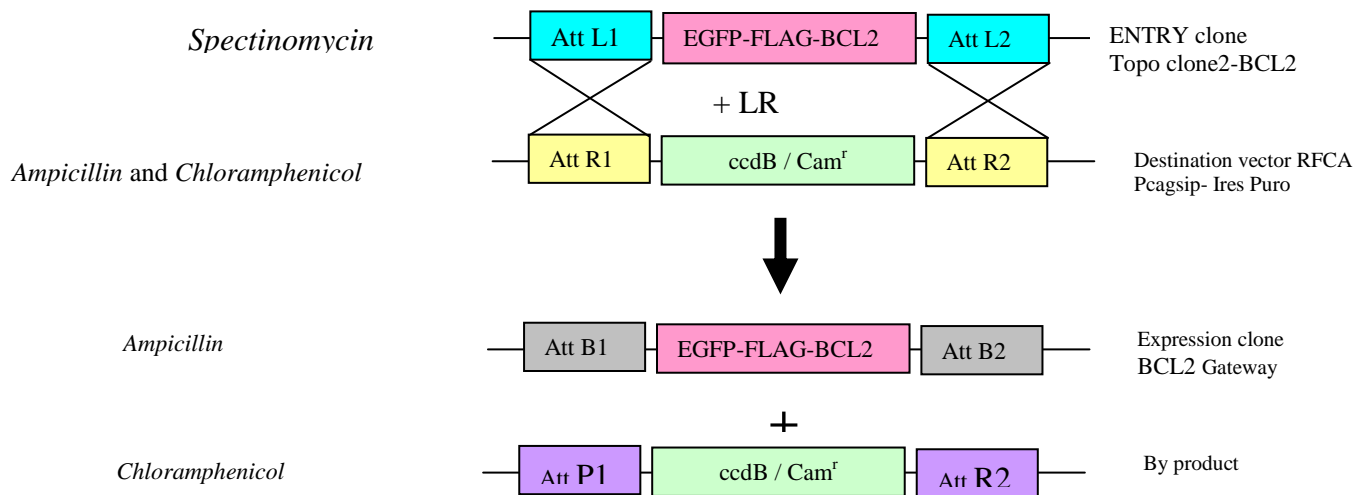 Spectinomycin
Att L1
EGFP-FLAG-BCL2
Att L2
ENTRY clone
Topo clone2-BCL2
+ LR
Ampicillin and Chloramphenicol
Att R1
ccdB / Camr
Att R2
Destination vector RFCA
Pcagsip- Ires Puro
Ampicillin
Att B1
EGFP-FLAG-BCL2
Att B2
Expression clone
BCL2 Gateway
+
Chloramphenicol
Att P1
ccdB / Camr
Att R2
By product